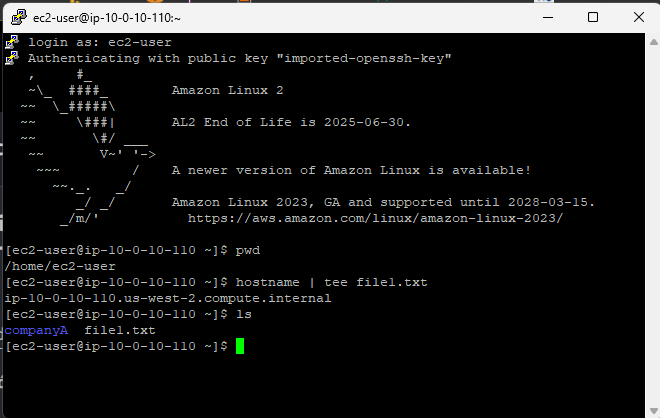 ec2-user@ip-10-0-10-110:~
login as: ec2-user
Authenticating with public key "imported-openssh-key"
   ,     #_
   ~\_  ####_        Amazon Linux 2
  ~~  \_#####\
  ~~     \###|       AL2 End of Life is 2025-06-30.
  ~~       \#/ ___
   ~~       V~' '->
    ~~~         /    A newer version of Amazon Linux is available!
      ~~._.   _/
         _/ _/       Amazon Linux 2023, GA and supported until 2028-03-15.
       _/m/'           https://aws.amazon.com/linux/amazon-linux-2023/
[ec2-user@ip-10-0-10-110 ~]$ pwd
/home/ec2-user
[ec2-user@ip-10-0-10-110 ~]$ hostname | tee file1.txt
ip-10-0-10-110.us-west-2.compute.internal
[ec2-user@ip-10-0-10-110 ~]$ ls
companyA  file1.txt
[ec2-user@ip-10-0-10-110 ~]$